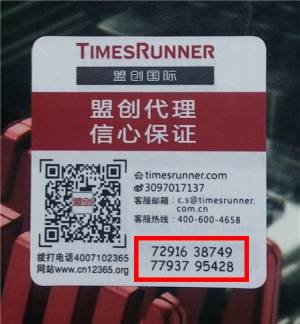 TIMESRUNNER
盟创国际
盟创代理
信心保证
盟创
timesrunner.com
3097017137
客服邮箱: c.s@timesrunner.
com.cn
客服热线: 400-600-4658
拨打电话4007102365
网站www.cn12365.org
72916 38749
77937 95428